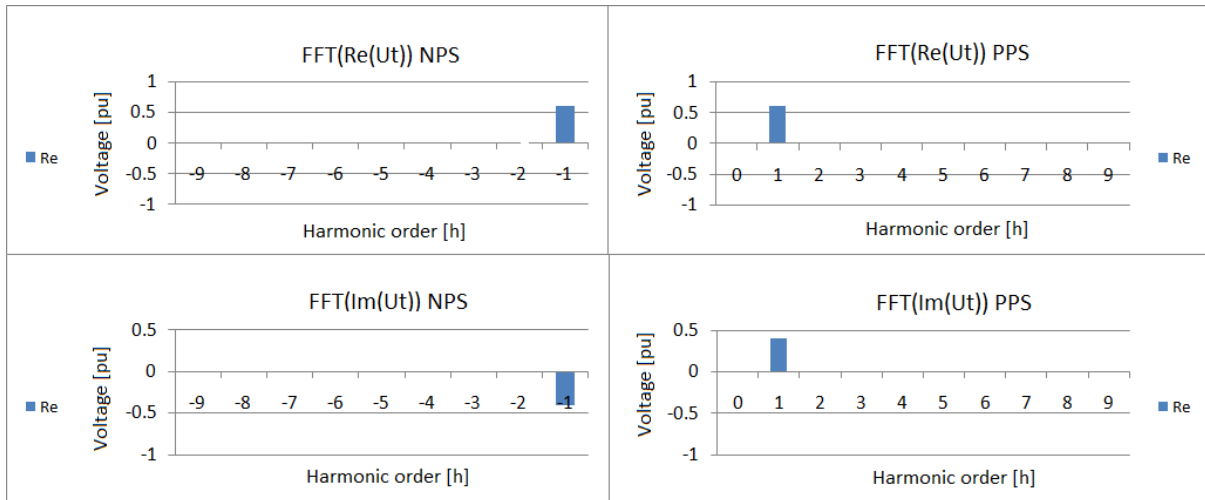 FFT(Re(Ut)) NPS
Voltage [pu]
1
0.5
0
-0.5
-1
-9 -8 -7 -6 -5 -4 -3 -2 -1
Harmonic order [h]
Re
FFT(Re(Ut)) PPS
Voltage [pu]
1
0.5
0
-0.5
-1
0 1 2 3 4 5 6 7 8 9
Harmonic order [h]
Re
FFT(Im(Ut)) NPS
Voltage [pu]
0.5
0
-0.5
-1
-9 -8 -7 -6 -5 -4 -3 -2 -1
Harmonic order [h]
Re
FFT(Im(Ut)) PPS
Voltage [pu]
0.5
0
-0.5
-1
0 1 2 3 4 5 6 7 8 9
Harmonic order [h]
Re